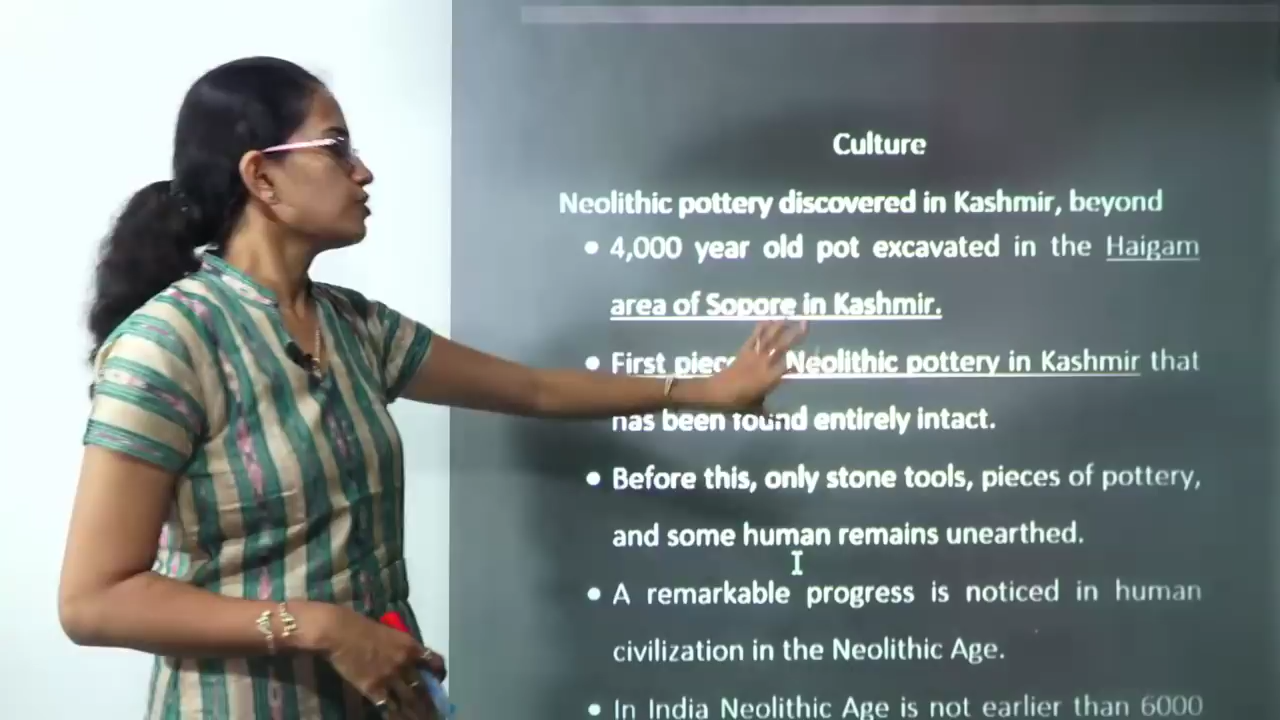 Culture
Neolithic pottery discovered in Kashmir, beyond
• 4,000 year old pot excavated in the Haigam
area of Sopore in Kashmir.
• First Neolithic pottery in Kashmir that
has been found entirely intact.
• Before this, only stone tools, pieces of pottery,
and some human remains unearthed.
• A remarkable progress is noticed in human
civilization in the Neolithic Age.
• In India Neolithic Age is not earlier than 6000